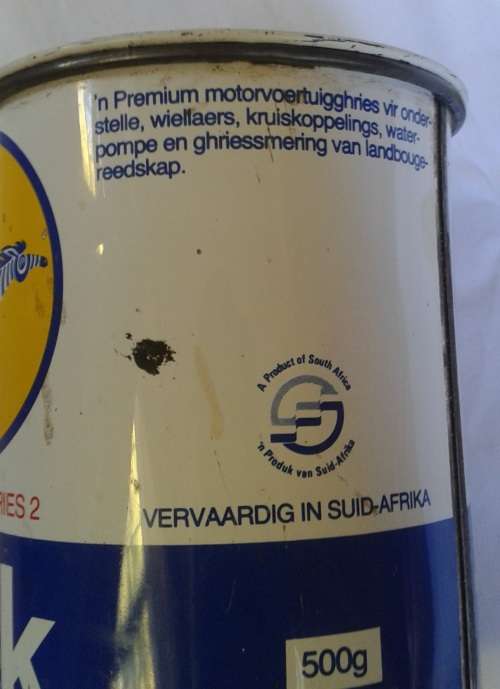 'n Premium motorvoertuigghries vir onder-
stelle, wiellaers, kruiskoppelings, water-
pompe en ghriessmering van landbouge-
reedskap.
A Product of South Africa
'n Produk van Suid-Afrika
RIES 2
VERVAARDIG IN SUID-AFRIKA
k
500g